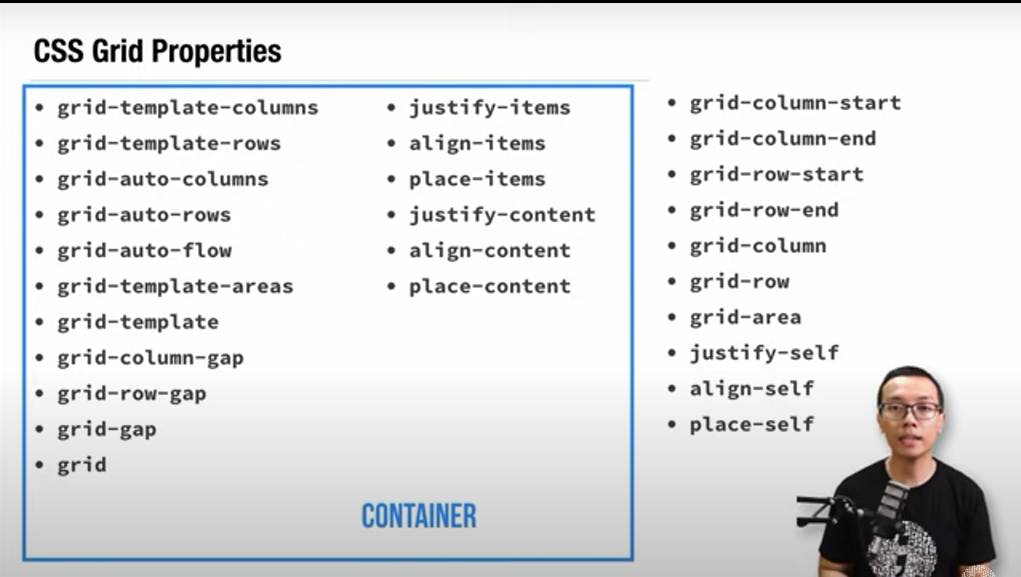 CSS Grid Properties
• grid-template-columns
• grid-template-rows
• grid-auto-columns
• grid-auto-rows
• grid-auto-flow
• grid-template-areas
• grid-template
• grid-column-gap
• grid-row-gap
• grid-gap
• grid
• justify-items
• align-items
• place-items
• justify-content
• align-content
• place-content
CONTAINER
• grid-column-start
• grid-column-end
• grid-row-start
• grid-row-end
• grid-column
• grid-row
• grid-area
• justify-self
• align-self
• place-self